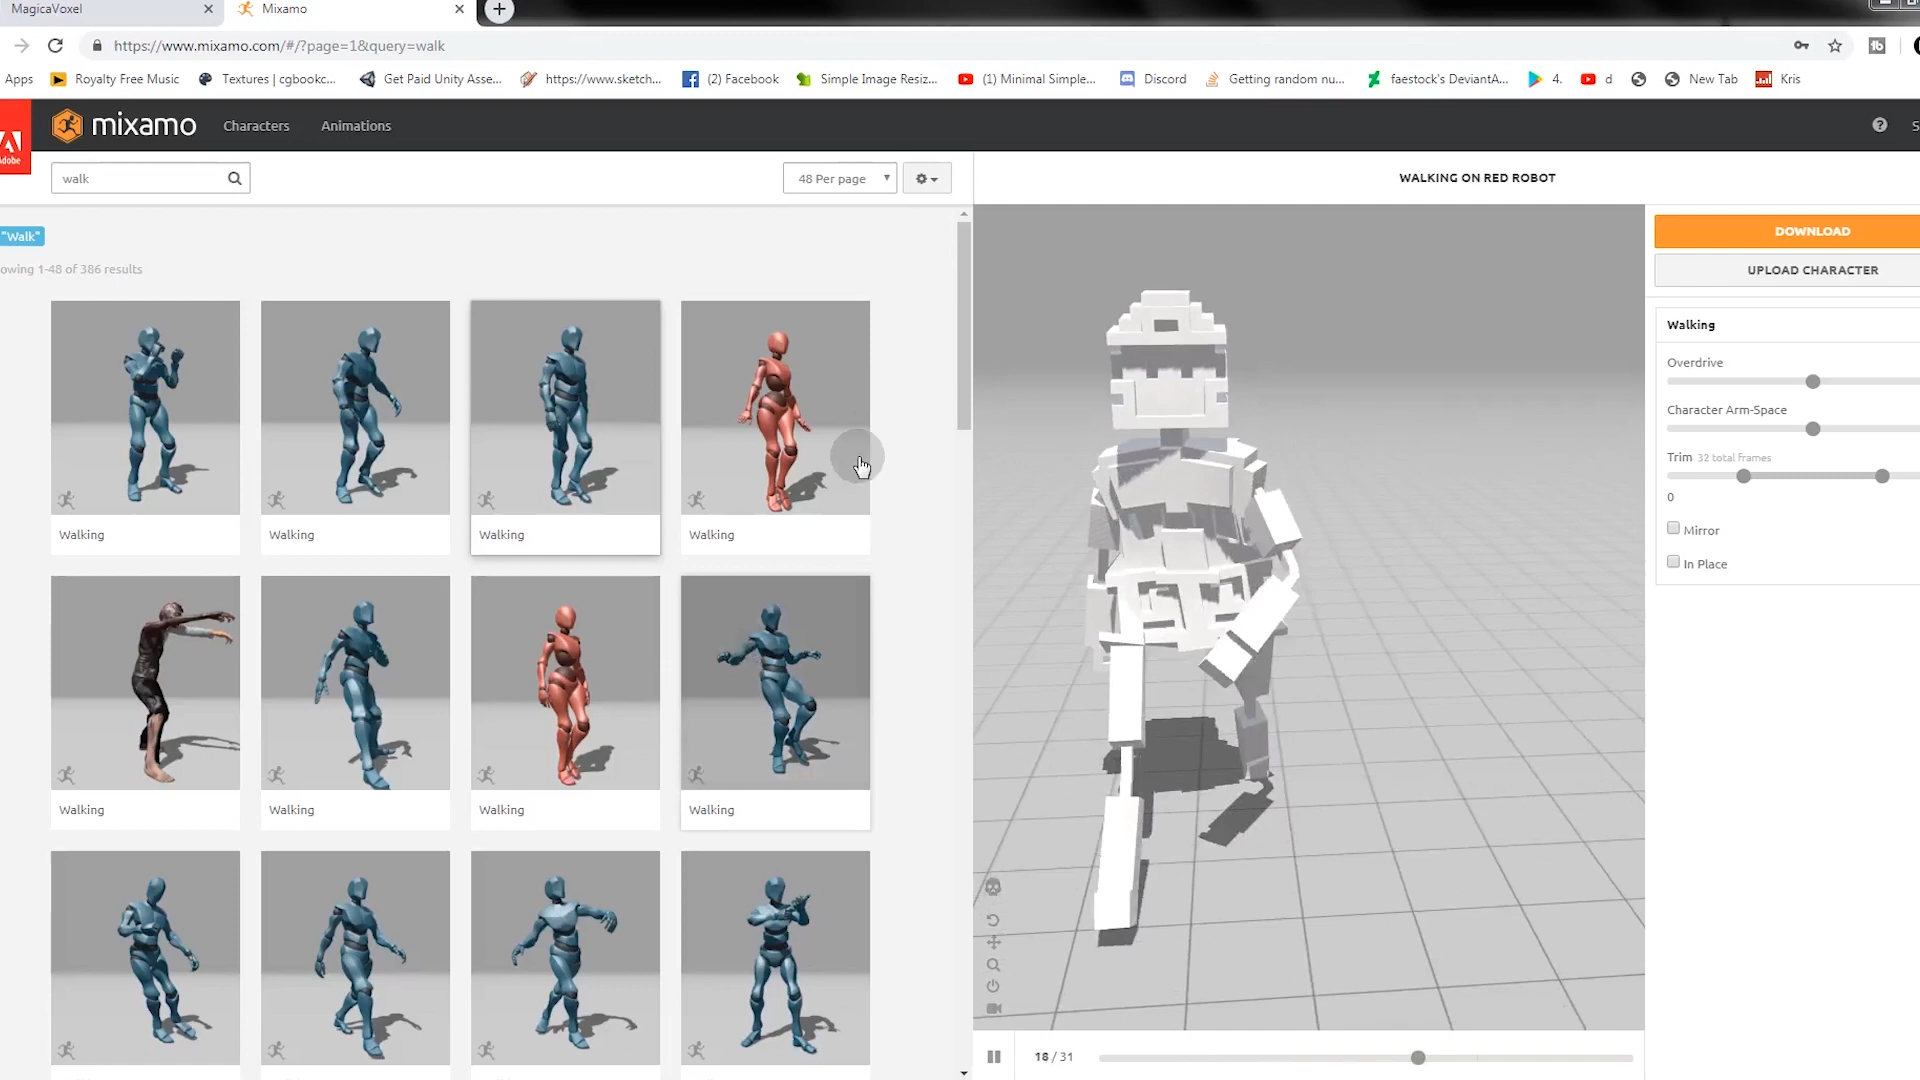 MagicaVoxel
Mixamo
https://www.mixamo.com/#/?page=1&query=walk
Apps
Royalty Free Music
Textures | cgbookc...
Get Paid Unity Asse...
https://www.sketch...
(2) Facebook
Simple Image Resiz...
(1) Minimal Simple...
Discord
Getting random nu...
faestock's DeviantA...
4.
d
New Tab
Kris
Adobe
mixamo
Characters
Animations
?
S
walk
48 Per page
WALKING ON RED ROBOT
"Walk"
owing 1-48 of 386 results
DOWNLOAD
UPLOAD CHARACTER
Walking
Overdrive
Character Arm-Space
Trim 32 total frames
0
Mirror
In Place
Walking
Walking
Walking
Walking
Walking
Walking
Walking
Walking
18 / 31